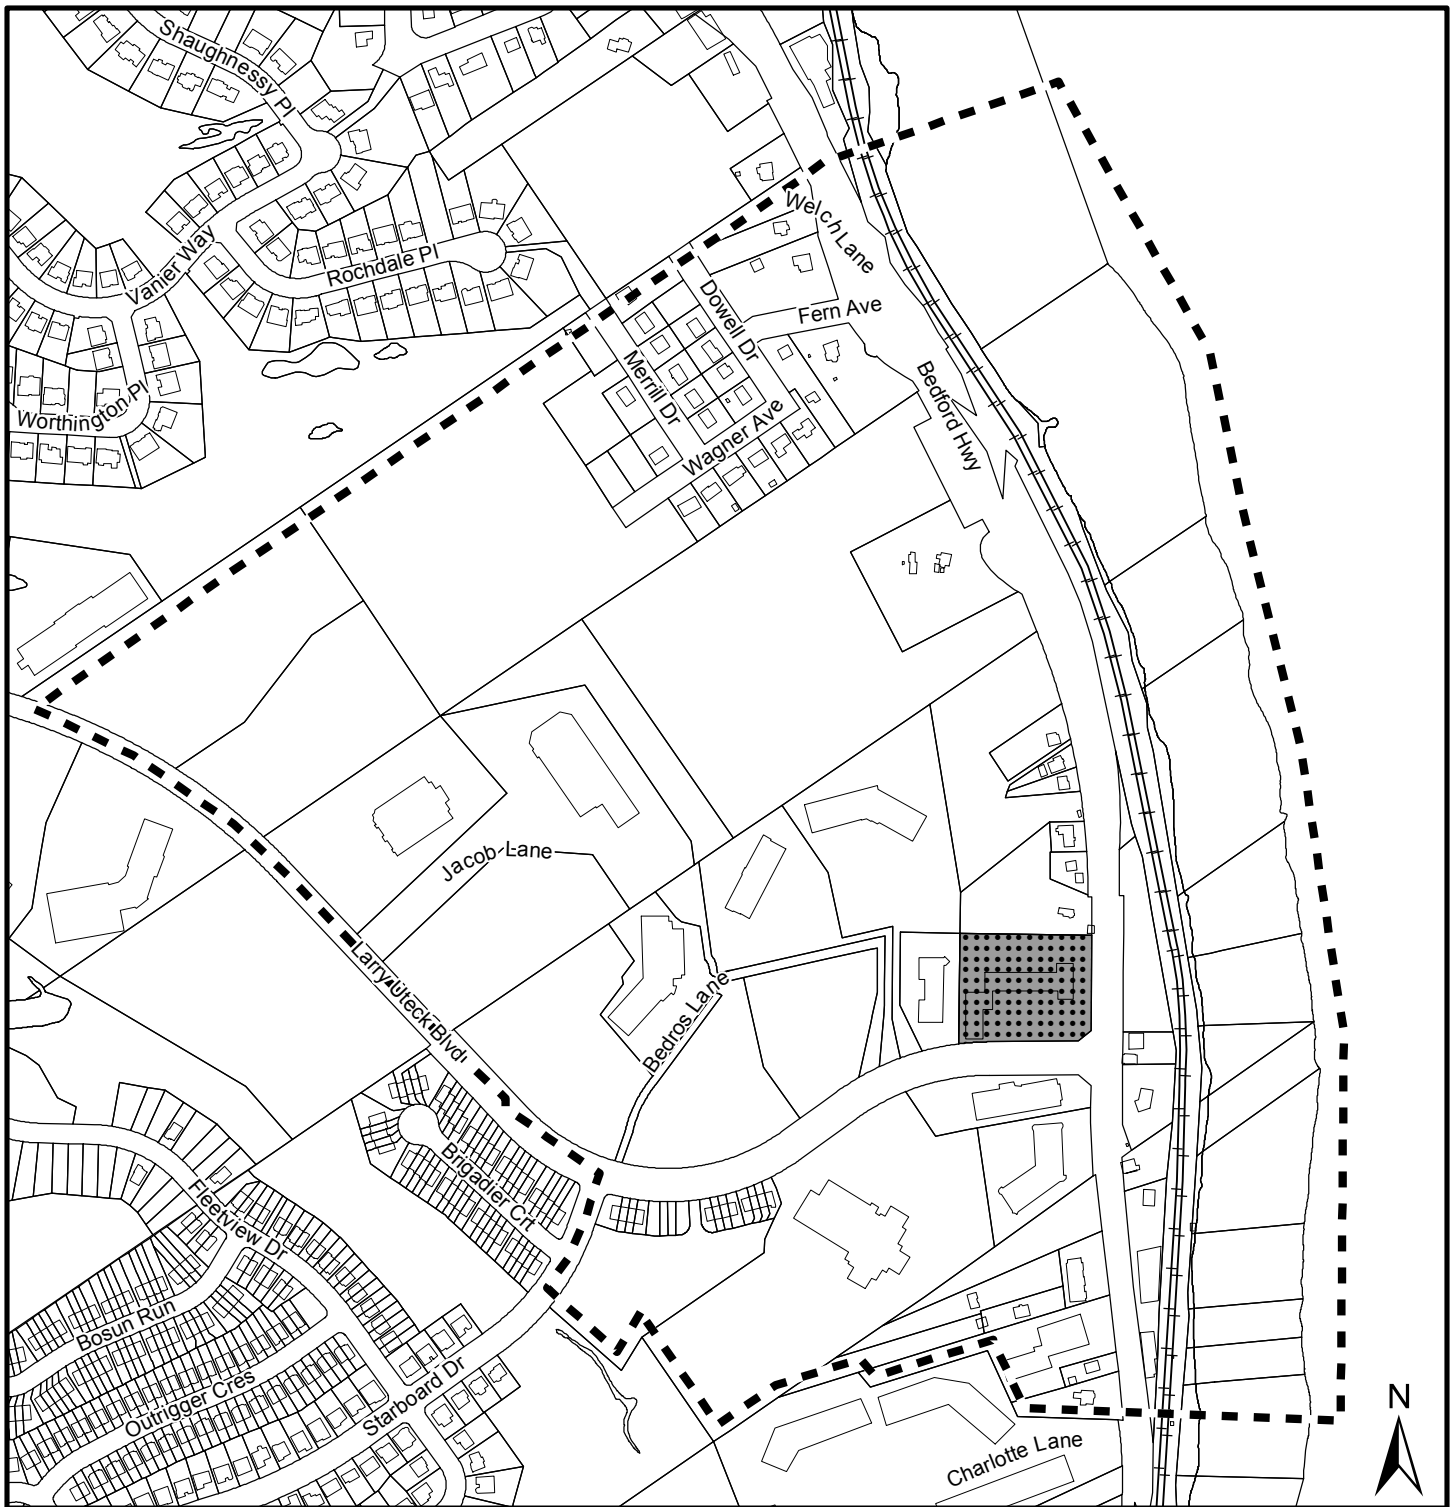 Shaughnessy Pl
Welch Lane
Vanier Way
Rochdale Pl
Dowell Dr
Fern Ave
Merrill Dr
Bedford Hwy
Worthington Pl
Wagner Ave
Jacob Lane
Larry Uteck Blvd
Bedros Lane
Brigadier Crt
Fleetview Dr
Bosun Run
Outrigger Cres
Starboard Dr
Charlotte Lane
N